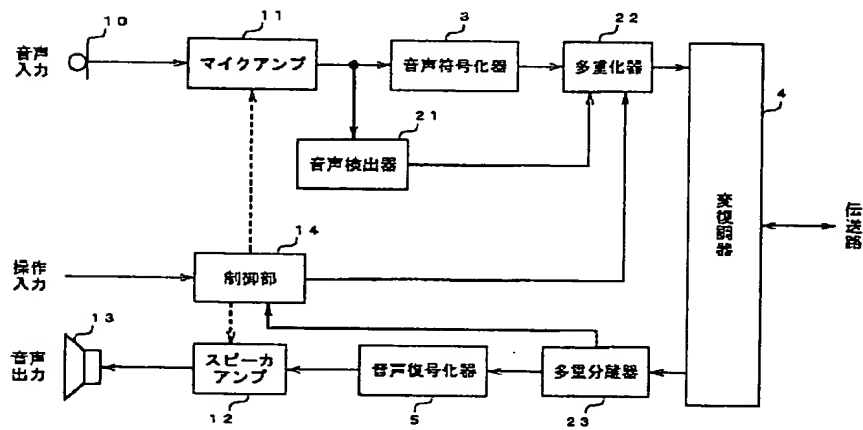 10
11
3
22
音声
入力
マイクアンプ
音声符号化器
多重化器
4
21
音声検出器
変復調器
伝送路
14
操作
入力
制御部
13
音声
出力
スピーカ
アンプ
音声復号化器
多重分離器
12
5
23